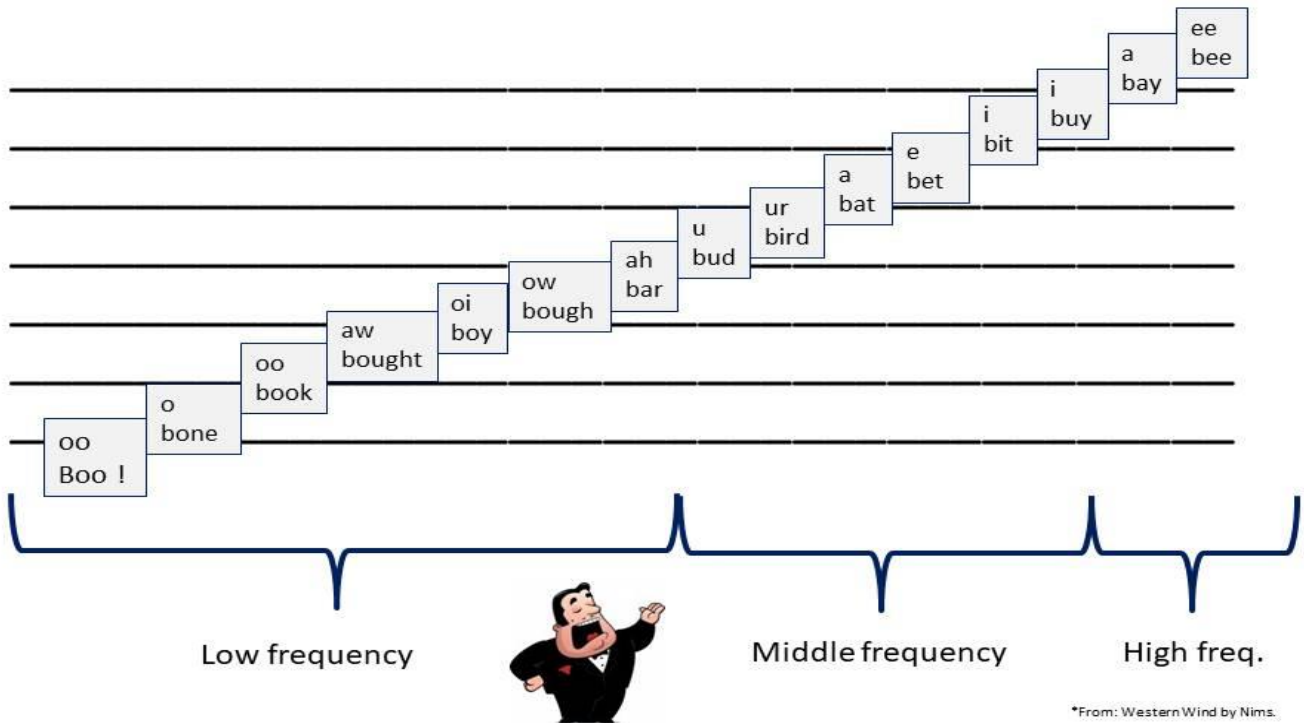 oo
Boo !
o
bone
oo
book
aw
bought
oi
boy
ow
bough
ah
bar
u
bud
ur
bird
a
bat
e
bet
i
bit
i
buy
a
bay
ee
bee
Low frequency
Middle frequency
High freq.
*From: Western Wind by Nims.